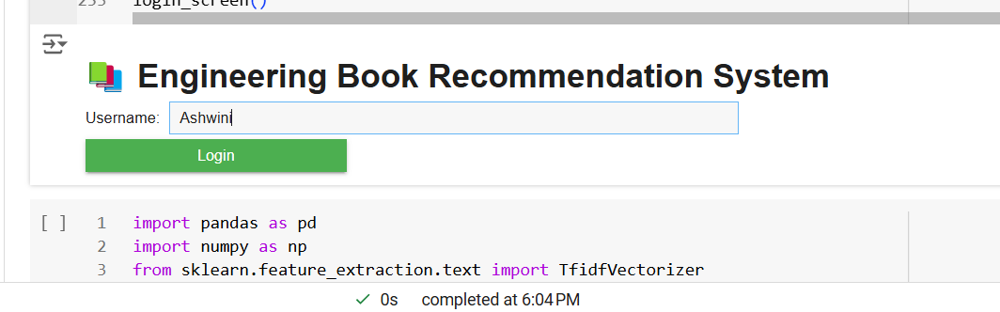 255 login_screen()
📚 Engineering Book Recommendation System
Username: Ashwini
Login
[ ] 1 import pandas as pd
2 import numpy as np
3 from sklearn.feature_extraction.text import TfidfVectorizer
✓ 0s completed at 6:04 PM